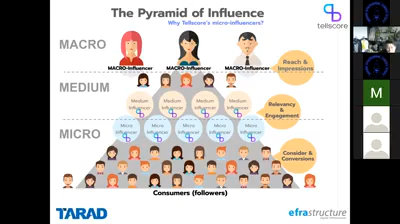 The Pyramid of Influence
Why Tellscore's micro-influencers?
tellscore
MACRO
MACRO-Influencer
MACRO-Influencer
MACRO-Influencer
Reach &
Impressions
MEDIUM
Medium
Influencer
Medium
Influencer
Medium
Influencer
Medium
Influencer
Relevancy &
Engagement
MICRO
Micro
Influencer
Micro
Influencer
Micro
Influencer
Micro
Influencer
Micro
Influencer
Consider &
Conversions
Consumers (followers)
TARAD
efrastructure
M